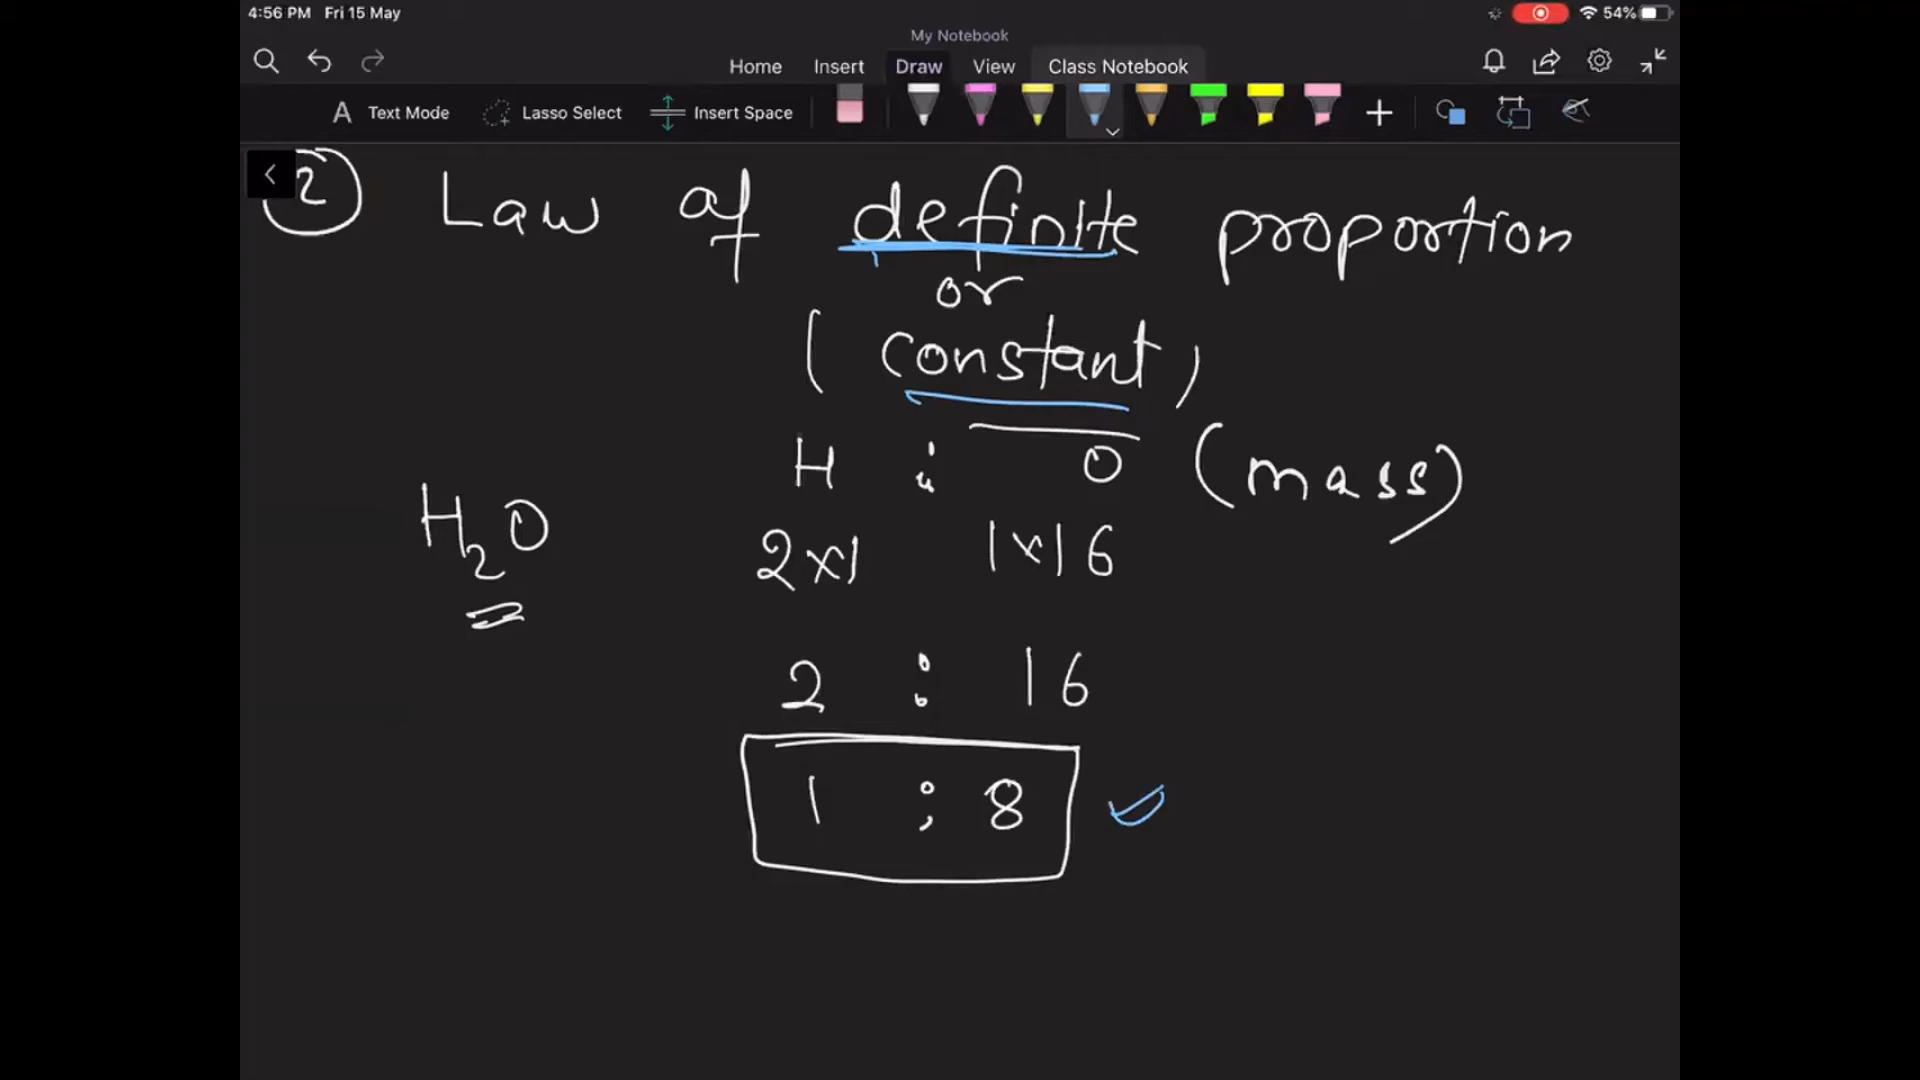 4:56 PM Fri 15 May 54%
My Notebook
Home Insert Draw View Class Notebook
A Text Mode Lasso Select Insert Space
2 Law of definite proportion
or
(constant)
H : O (mass)
H2O
2x1 1x16
2 : 16
1 : 8